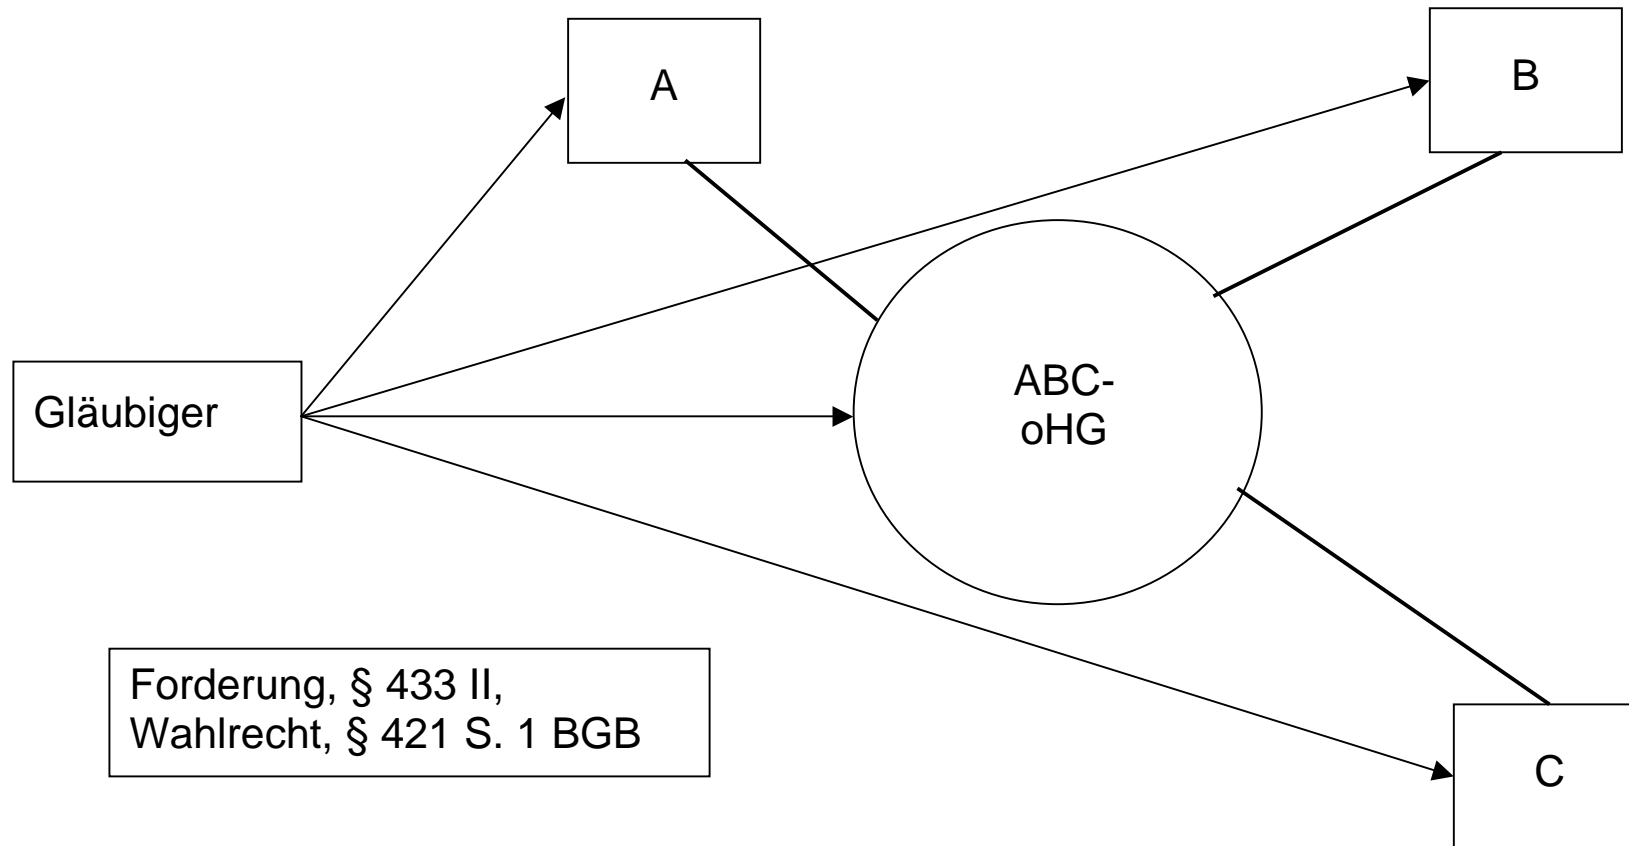 A
B
Gläubiger
ABC-
oHG
Forderung, § 433 II,
Wahlrecht, § 421 S. 1 BGB
C